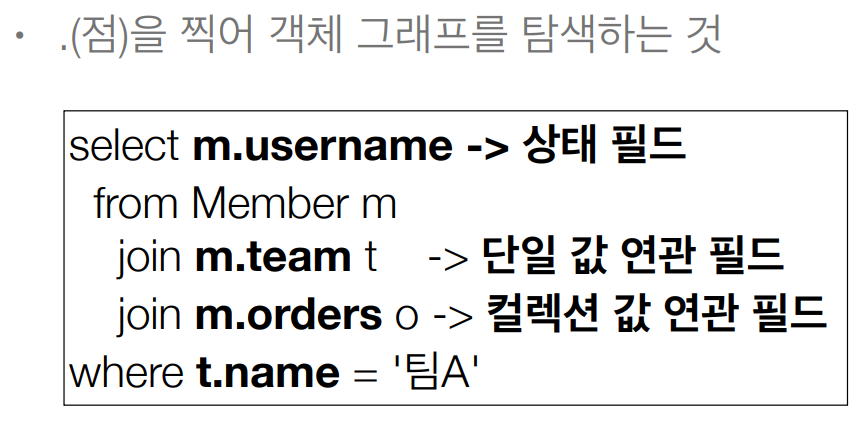 • .(점)을 찍어 객체 그래프를 탐색하는 것
select m.username -> 상태 필드
from Member m
join m.team t -> 단일 값 연관 필드
join m.orders o -> 컬렉션 값 연관 필드
where t.name = '팀A'